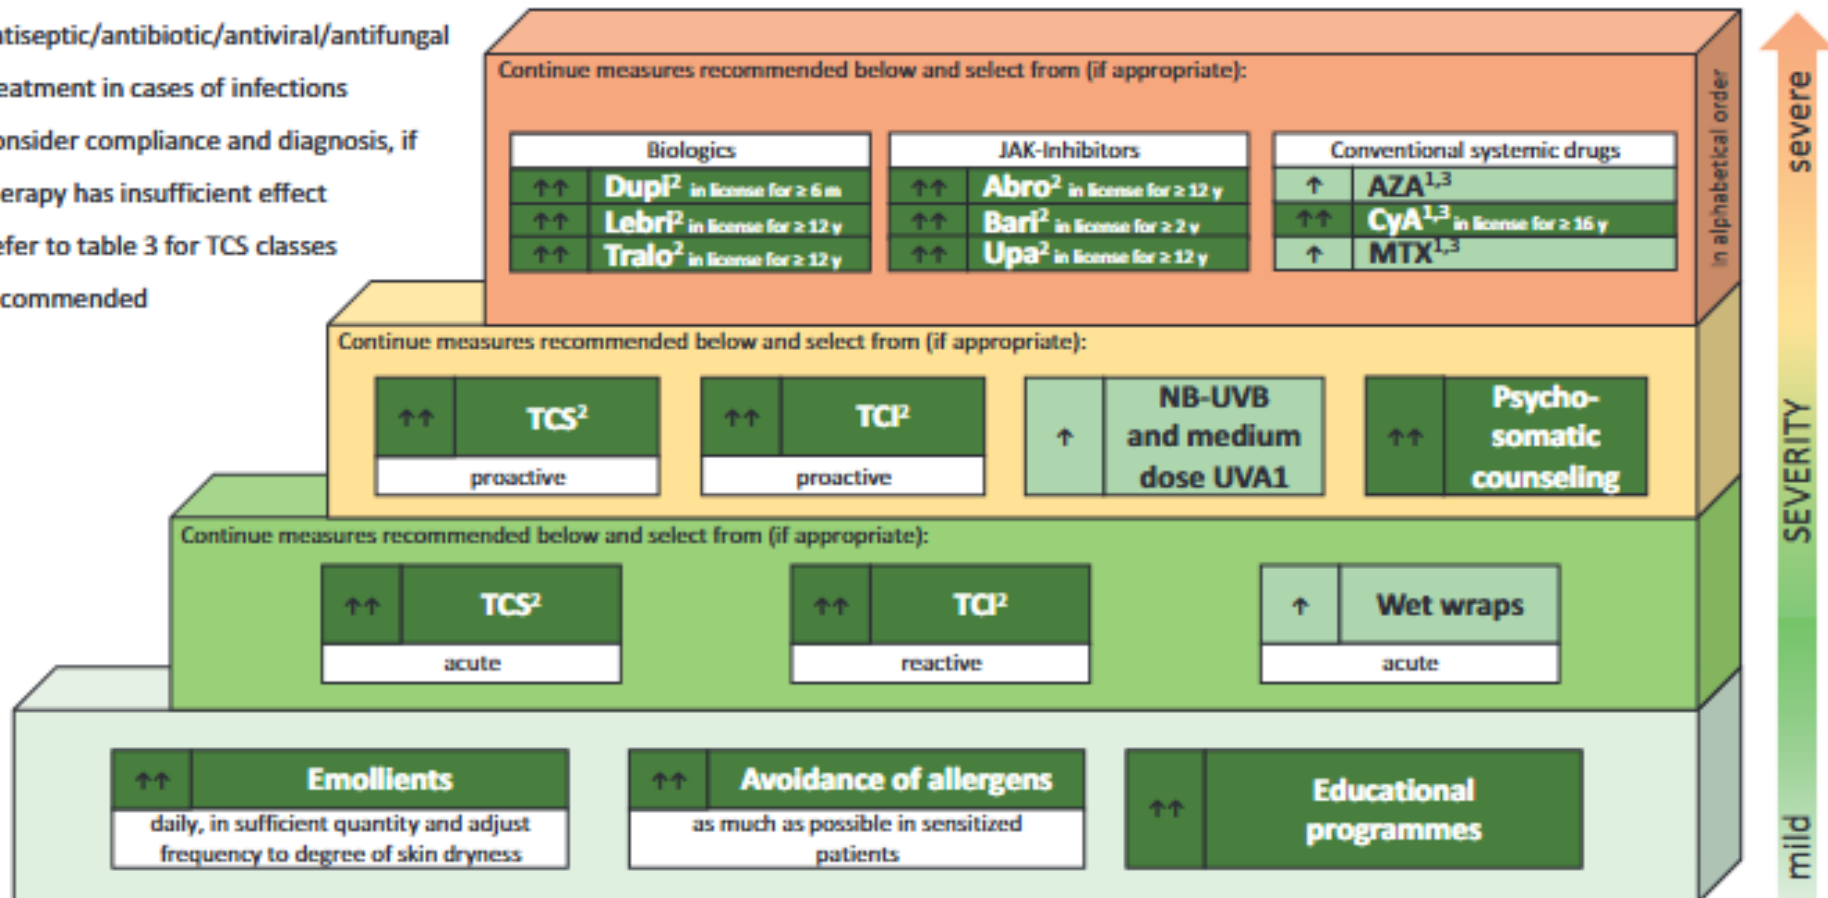 ntiseptic/antibiotic/antiviral/antifungal
eatment in cases of infections
onsider compliance and diagnosis, if
erapy has insufficient effect
efer to table 3 for TCS classes
commended
Continue measures recommended below and select from (if appropriate):
Biologics
↑↑ Dupi² in license for ≥ 6 m
↑↑ Lebri² in license for ≥ 12 y
↑↑ Tralo² in license for ≥ 12 y
JAK-Inhibitors
↑↑ Abro² in license for ≥ 12 y
↑↑ Bari² in license for ≥ 2 y
↑↑ Upa² in license for ≥ 12 y
Conventional systemic drugs
↑ AZA¹,³
↑↑ CyA¹,³ in license for ≥ 16 y
↑ MTX¹,³
In alphabetical order
Continue measures recommended below and select from (if appropriate):
↑↑ TCS²
proactive
↑↑ TCI²
proactive
↑ NB-UVB
and medium
dose UVA1
↑↑ Psycho-
somatic
counseling
Continue measures recommended below and select from (if appropriate):
↑↑ TCS²
acute
↑↑ TCI²
reactive
↑ Wet wraps
acute
↑↑ Emollients
daily, in sufficient quantity and adjust
frequency to degree of skin dryness
↑↑ Avoidance of allergens
as much as possible in sensitized
patients
↑↑ Educational
programmes
severe
SEVERITY
mild